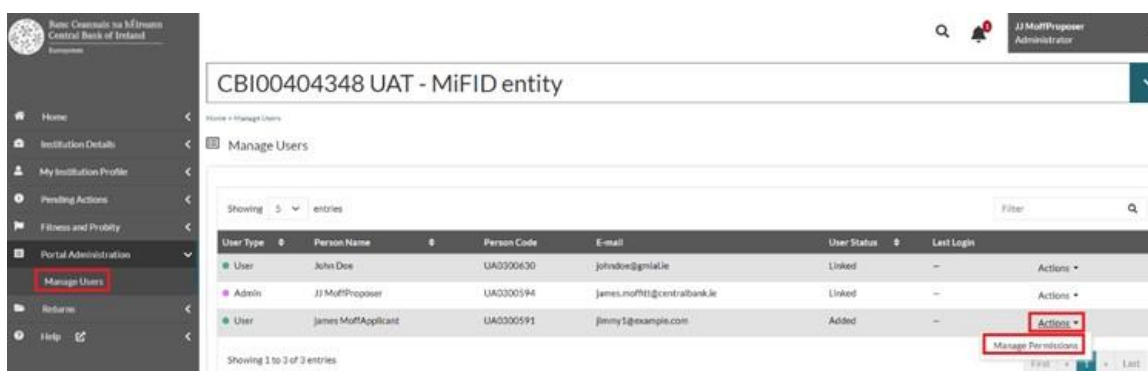 Banc Ceannais na hÉireann
Central Bank of Ireland
Eurosystem
1
JJ MoffProposer
Administrator
CBI00404348 UAT - MiFID entity
Home
Institution Details
My Institution Profile
Pending Actions
Fitness and Probity
Portal Administration
Manage Users
Returns
Help
Home > Manage Users
Manage Users
Showing 5 entries
Filter
User Type Person Name Person Code E-mail User Status Last Login
User John Doe UA0300630 johndoe@gmial.ie Linked -- Actions
Admin JJ MoffProposer UA0300594 james.moffitt@centralbank.ie Linked -- Actions
User James MoffApplicant UA0300591 jimmy1@example.com Added -- Actions
Manage Permissions
Showing 1 to 3 of 3 entries
First « 1 » Last